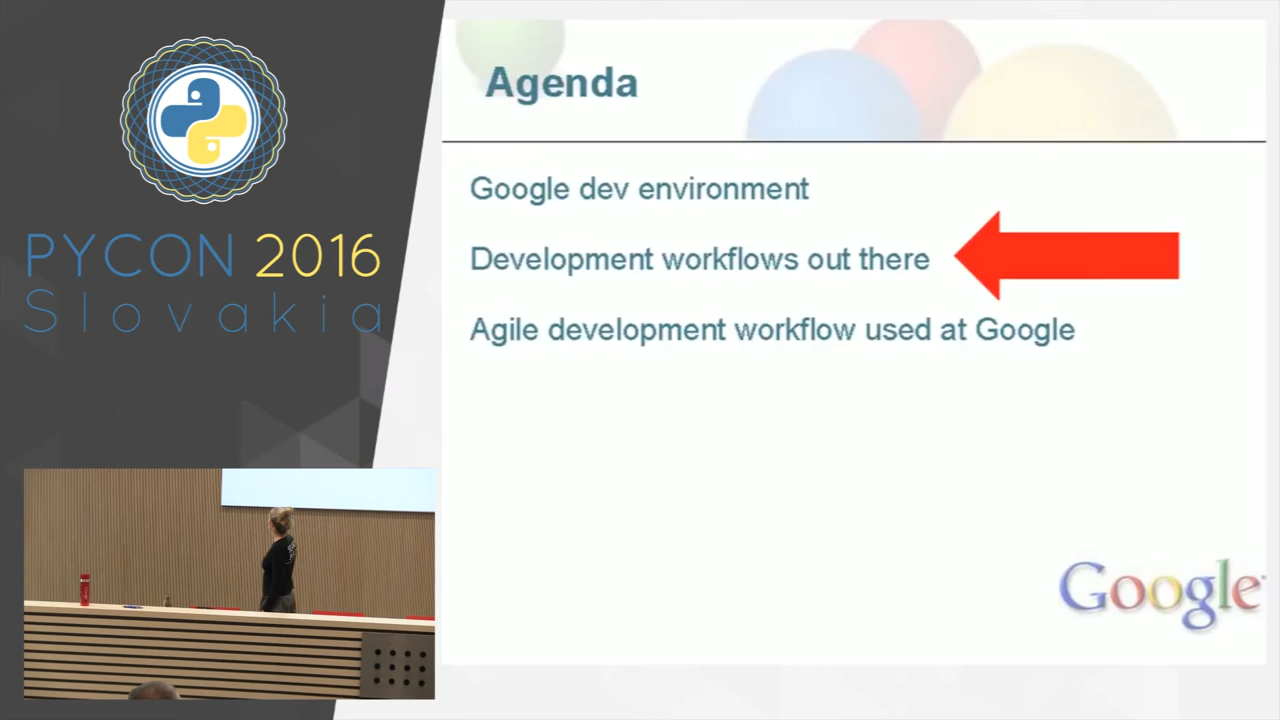 PYCON 2016
Slovakia
Agenda
Google dev environment
Development workflows out there
Agile development workflow used at Google
Google